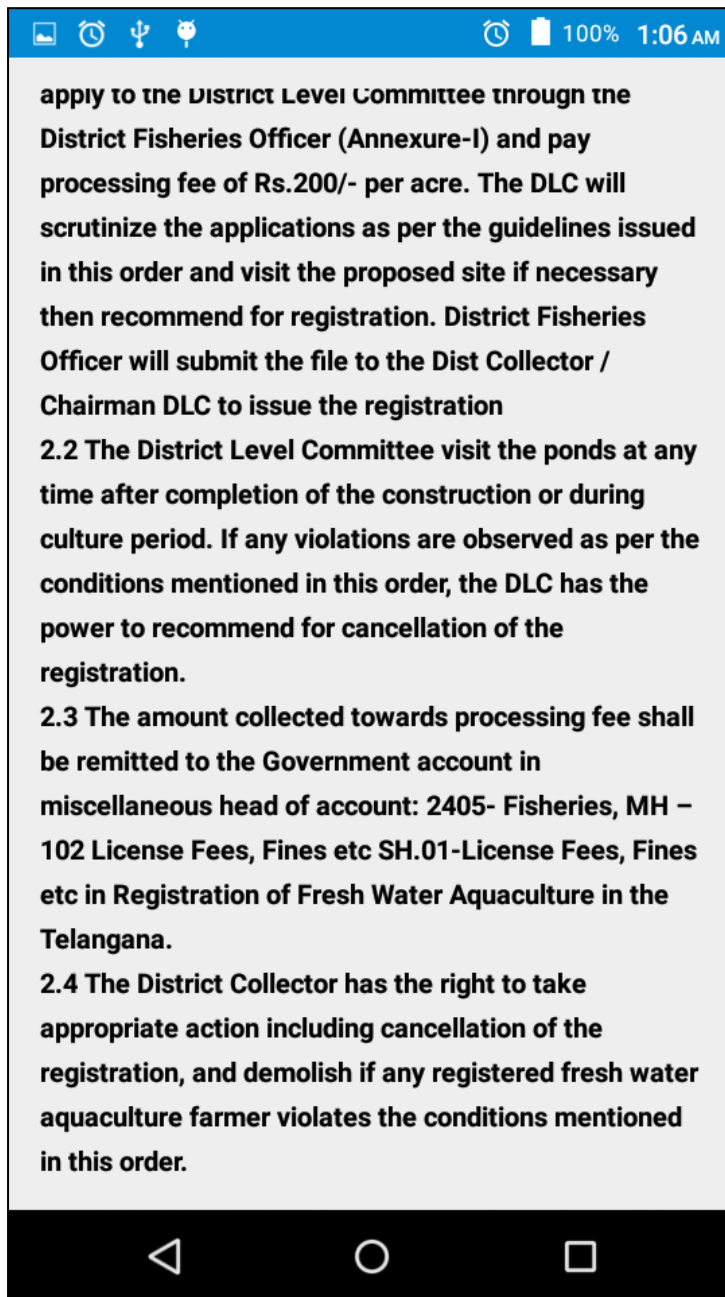 100% 1:06 AM
apply to the District Level Committee through the
District Fisheries Officer (Annexure-I) and pay
processing fee of Rs.200/- per acre. The DLC will
scrutinize the applications as per the guidelines issued
in this order and visit the proposed site if necessary
then recommend for registration. District Fisheries
Officer will submit the file to the Dist Collector /
Chairman DLC to issue the registration
2.2 The District Level Committee visit the ponds at any
time after completion of the construction or during
culture period. If any violations are observed as per the
conditions mentioned in this order, the DLC has the
power to recommend for cancellation of the
registration.
2.3 The amount collected towards processing fee shall
be remitted to the Government account in
miscellaneous head of account: 2405- Fisheries, MH –
102 License Fees, Fines etc SH.01-License Fees, Fines
etc in Registration of Fresh Water Aquaculture in the
Telangana.
2.4 The District Collector has the right to take
appropriate action including cancellation of the
registration, and demolish if any registered fresh water
aquaculture farmer violates the conditions mentioned
in this order.